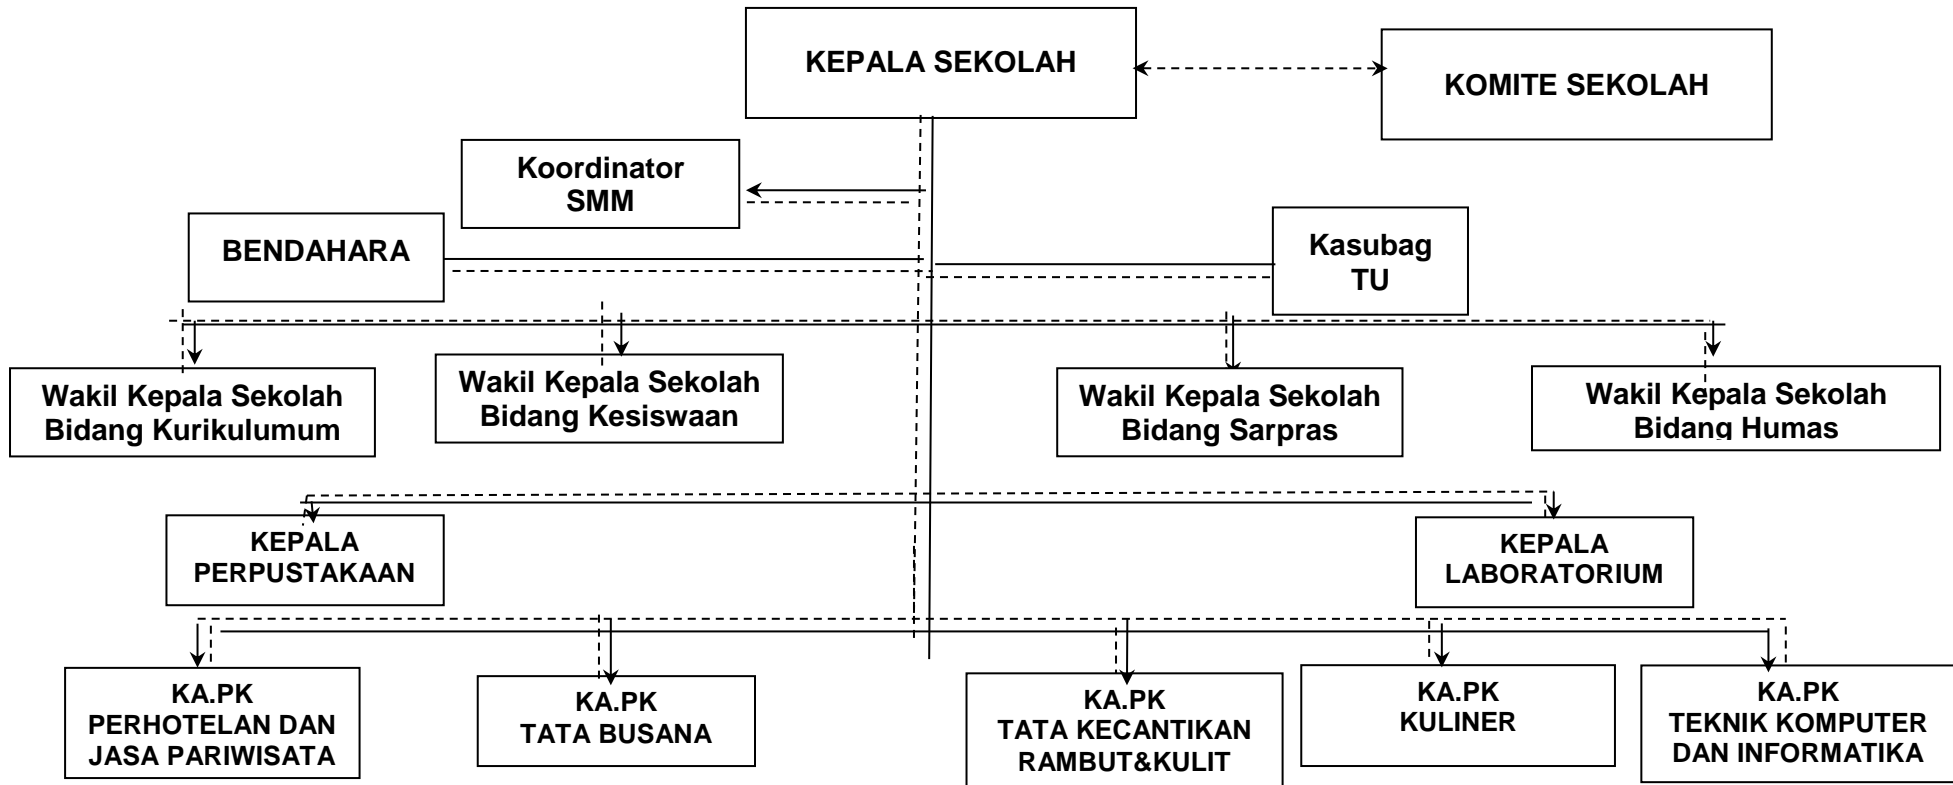 KEPALA SEKOLAH
KOMITE SEKOLAH
Koordinator
SMM
BENDAHARA
Kasubag
TU
Wakil Kepala Sekolah
Bidang Kurikulumum
Wakil Kepala Sekolah
Bidang Kesiswaan
Wakil Kepala Sekolah
Bidang Sarpras
Wakil Kepala Sekolah
Bidang Humas
KEPALA
PERPUSTAKAAN
KEPALA
LABORATORIUM
KA.PK
PERHOTELAN DAN
JASA PARIWISATA
KA.PK
TATA BUSANA
KA.PK
TATA KECANTIKAN
RAMBUT&KULIT
KA.PK
KULINER
KA.PK
TEKNIK KOMPUTER
DAN INFORMATIKA